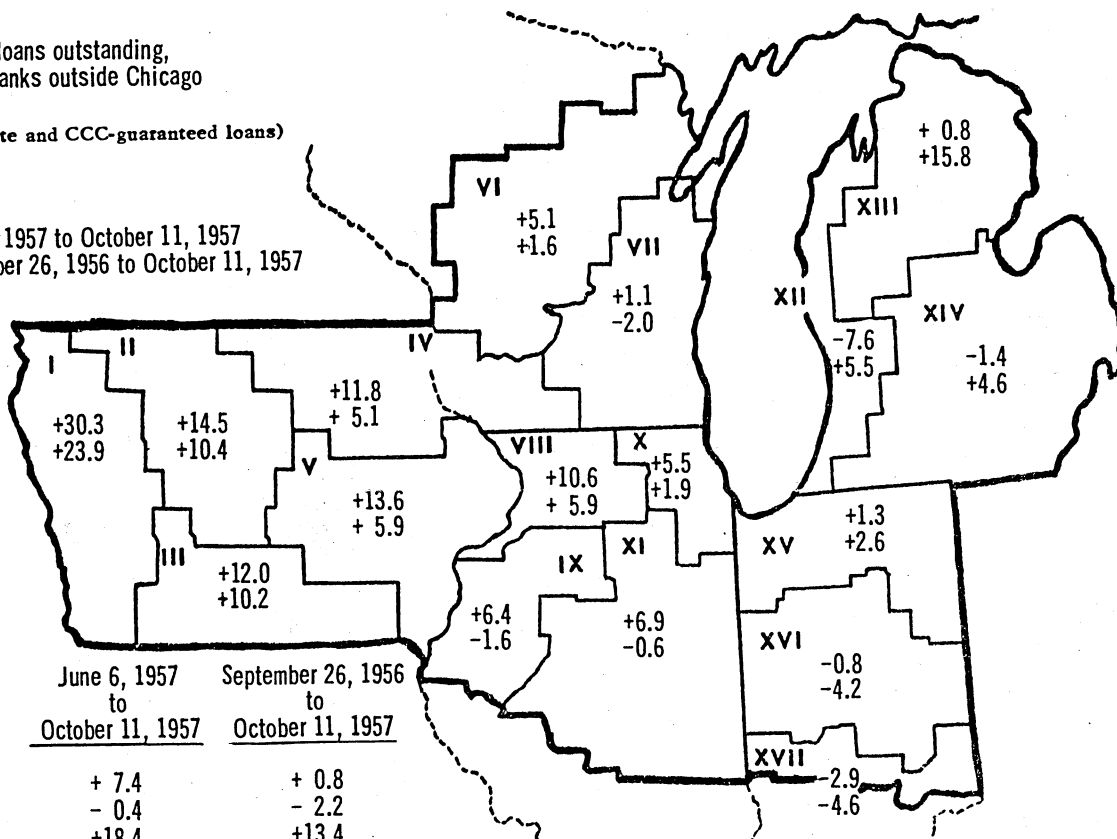 loans outstanding,
anks outside Chicago
te and CCC-guaranteed loans)
1957 to October 11, 1957
ber 26, 1956 to October 11, 1957
+ 0.8
+15.8
VI
XIII
+5.1
+1.6
VII
XII
+1.1
-2.0
XIV
I
II
IV
-7.6
+5.5
-1.4
+4.6
+30.3
+23.9
+14.5
+10.4
+11.8
+ 5.1
V
VIII
X
+5.5
+1.9
+10.6
+ 5.9
+13.6
+ 5.9
+1.3
+2.6
XV
III
IX
XI
+12.0
+10.2
+6.4
-1.6
+6.9
-0.6
XVI
-0.8
-4.2
June 6, 1957
to
October 11, 1957
September 26, 1956
to
October 11, 1957
XVII
-2.9
-4.6
+ 7.4
+ 0.8
- 0.4
- 2.2
+18.4
+13.4